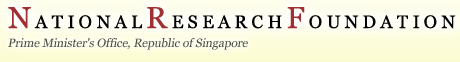 NATIONAL RESEARCH FOUNDATION
Prime Minister's Office, Republic of Singapore